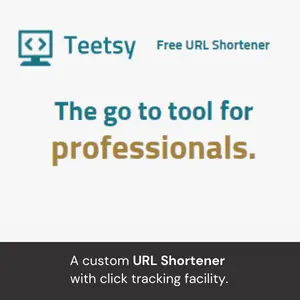 Teetsy Free URL Shortener
The go to tool for
professionals.
A custom URL Shortener
with click tracking facility.